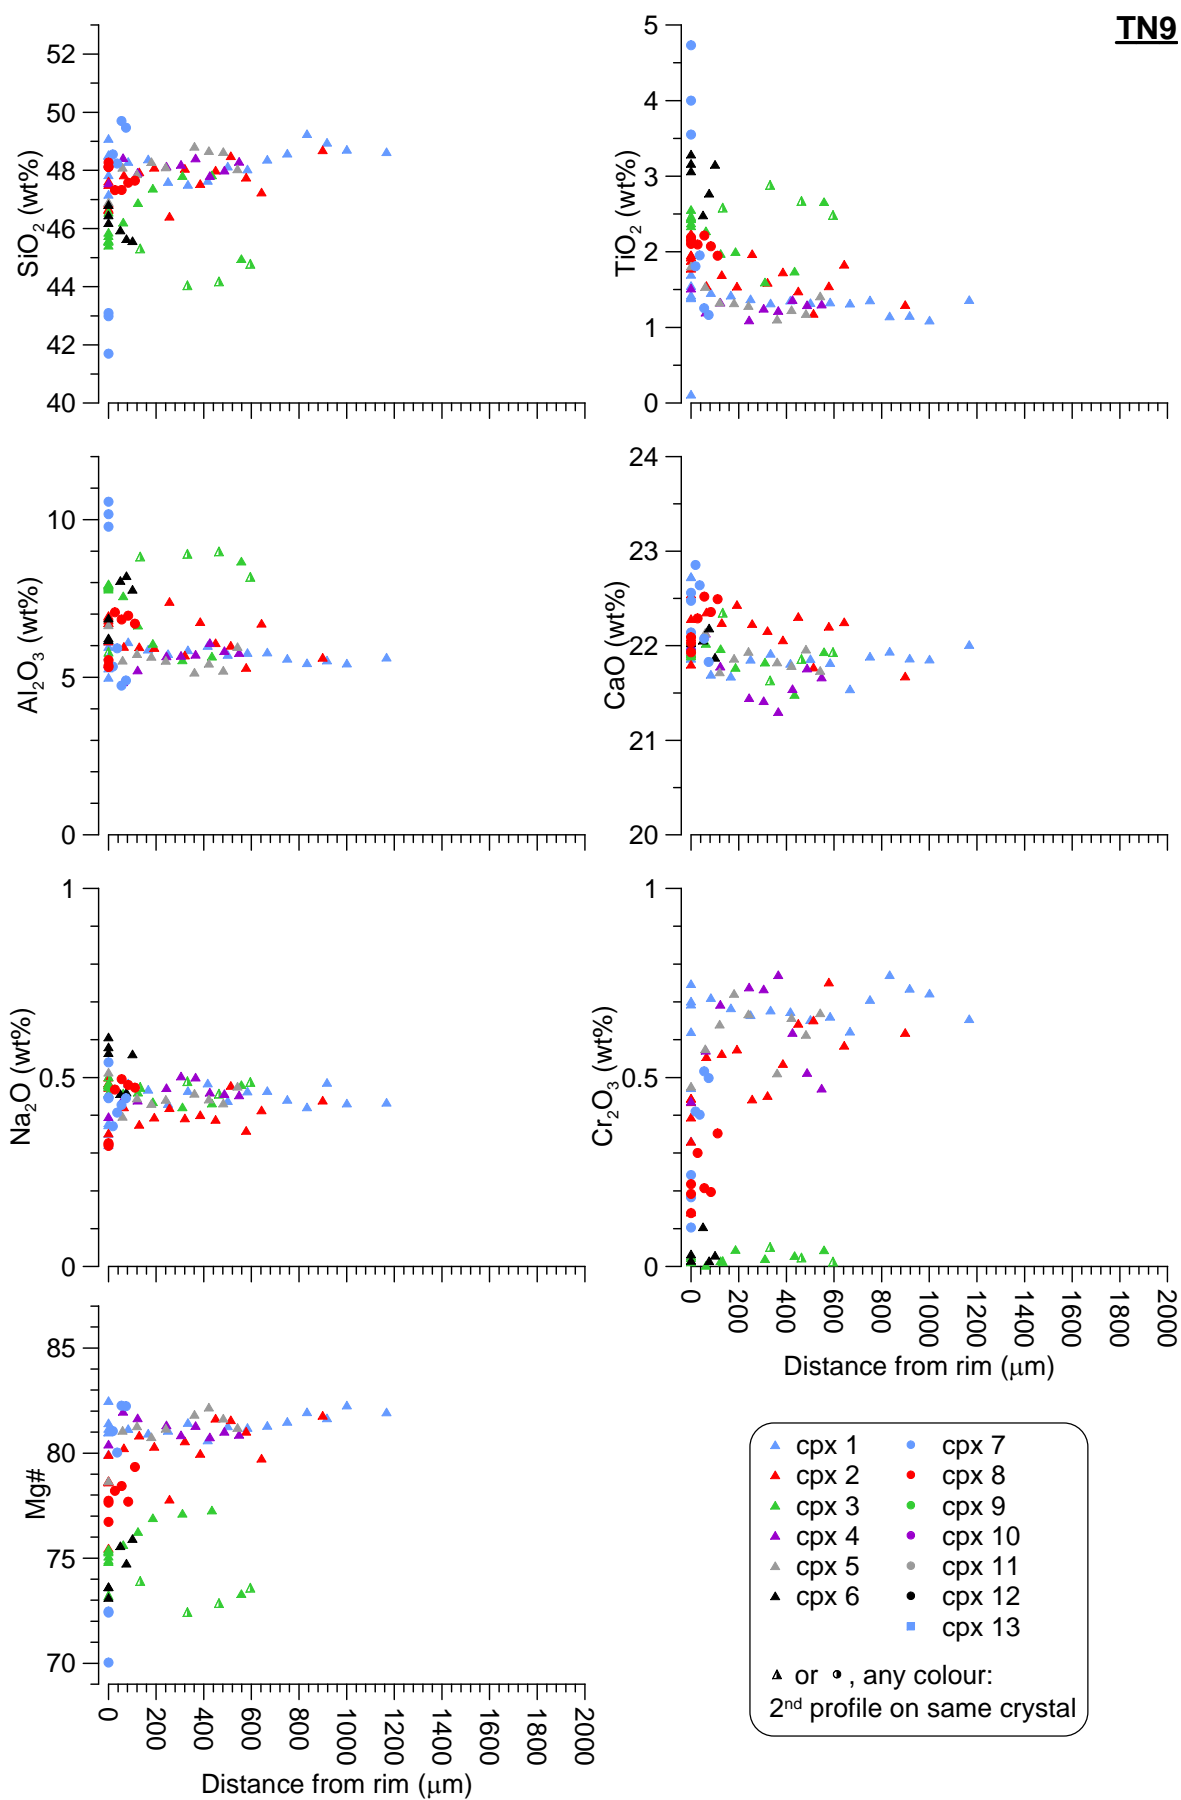 TN9
SiO2 (wt%)
52
50
48
46
44
42
40
TiO2 (wt%)
5
4
3
2
1
0
Al2O3 (wt%)
10
5
0
CaO (wt%)
24
23
22
21
20
Na2O (wt%)
1
0.5
0
Cr2O3 (wt%)
1
0.5
0
0 200 400 600 800 1000 1200 1400 1600 1800 2000
Distance from rim (μm)
Mg#
85
80
75
70
0 200 400 600 800 1000 1200 1400 1600 1800 2000
Distance from rim (μm)
cpx 1 cpx 7
cpx 2 cpx 8
cpx 3 cpx 9
cpx 4 cpx 10
cpx 5 cpx 11
cpx 6 cpx 12
cpx 13
or , any colour:
2nd profile on same crystal